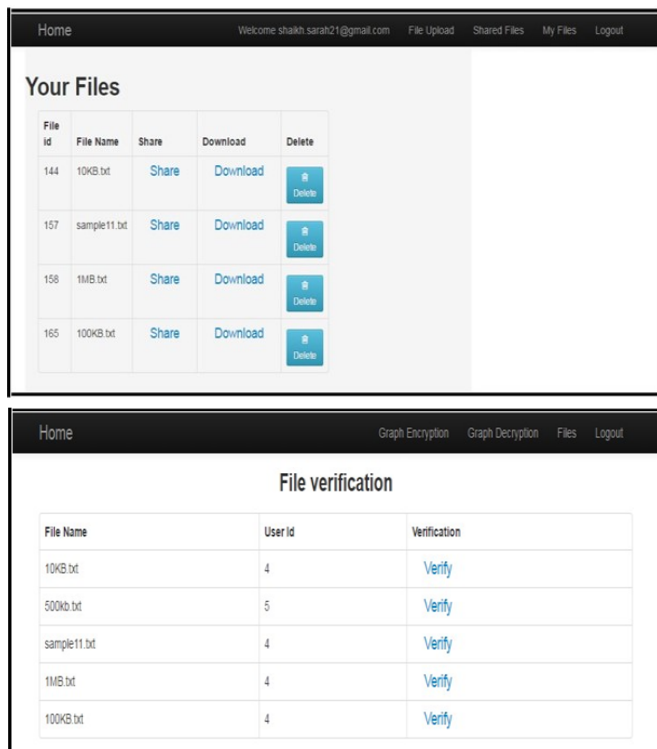 Home Welcome shaikh.sarah21@gmail.com File Upload Shared Files My Files Logout
Your Files
File id File Name Share Download Delete
144 10KB.txt Share Download Delete
157 sample11.txt Share Download Delete
158 1MB.txt Share Download Delete
165 100KB.txt Share Download Delete
Home Graph Encryption Graph Decryption Files Logout
File verification
File Name User Id Verification
10KB.txt 4 Verify
500kb.txt 5 Verify
sample11.txt 4 Verify
1MB.txt 4 Verify
100KB.txt 4 Verify